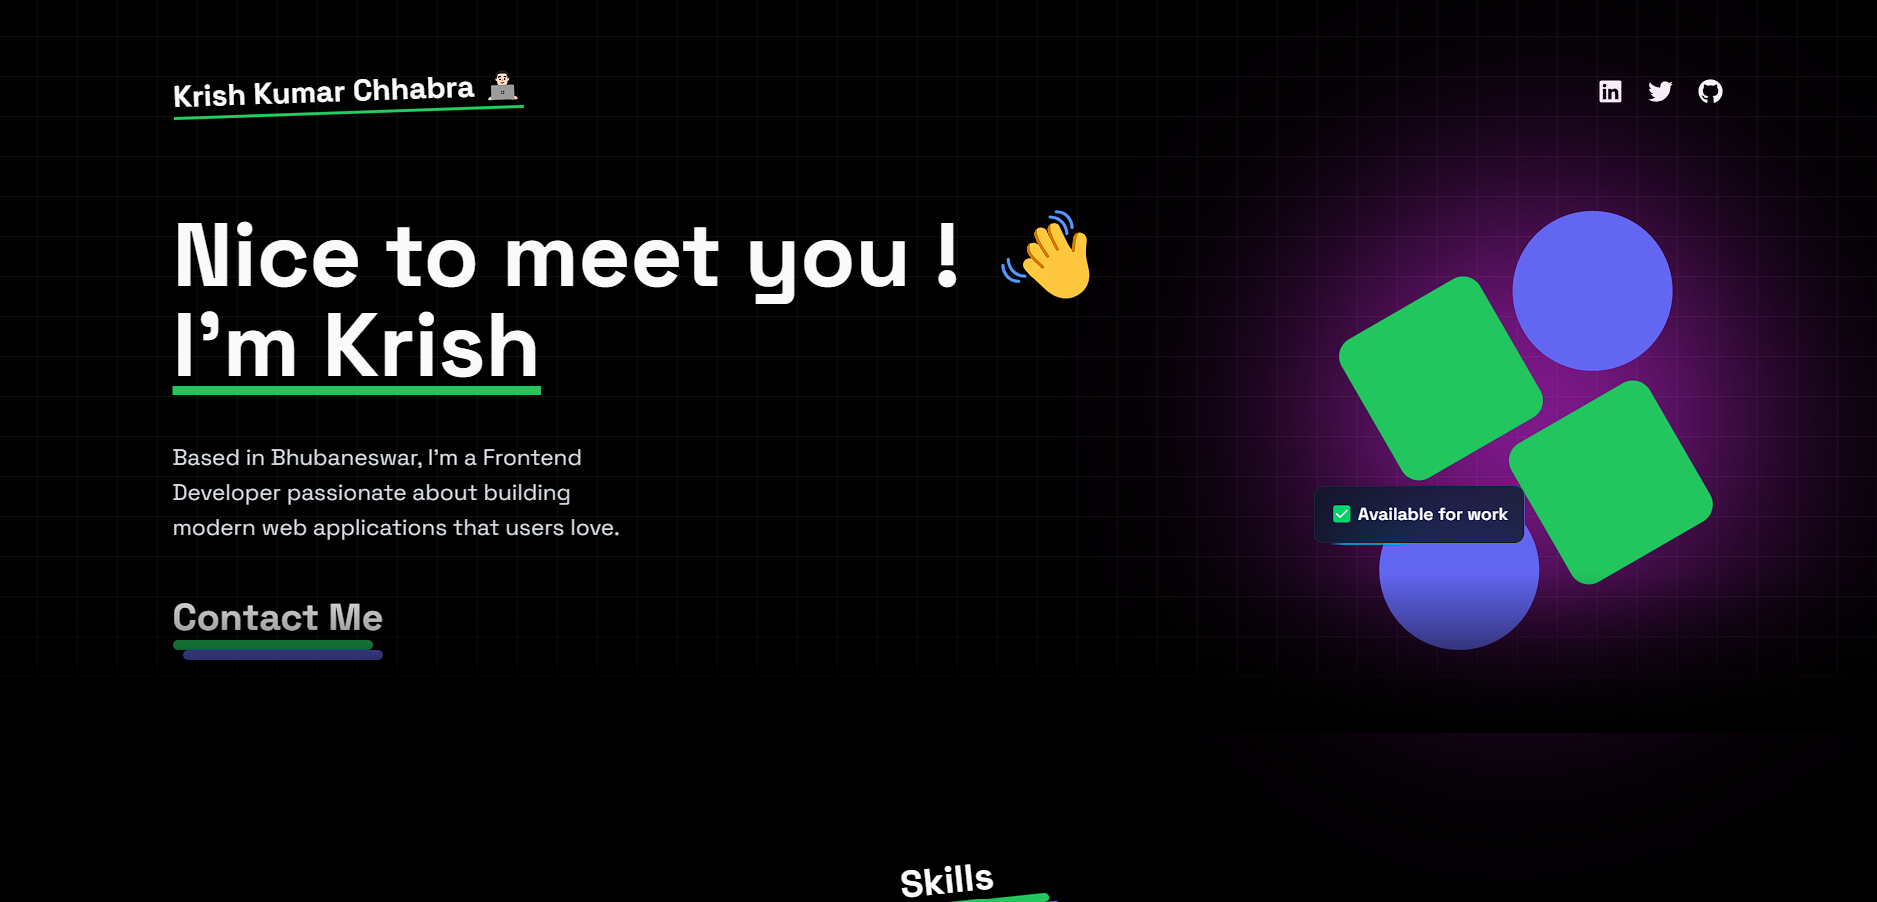 Krish Kumar Chhabra
Nice to meet you !
I'm Krish
Based in Bhubaneswar, I'm a Frontend
Developer passionate about building
modern web applications that users love.
Available for work
Contact Me
Skills